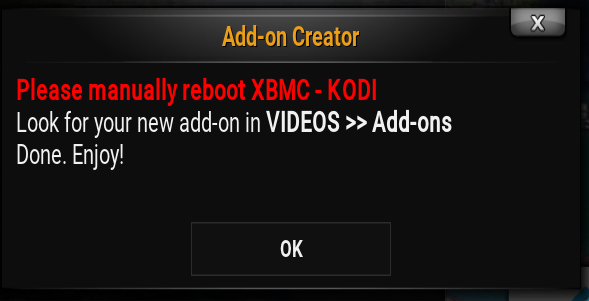 Add-on Creator
X
Please manually reboot XBMC - KODI
Look for your new add-on in VIDEOS >> Add-ons
Done. Enjoy!
OK